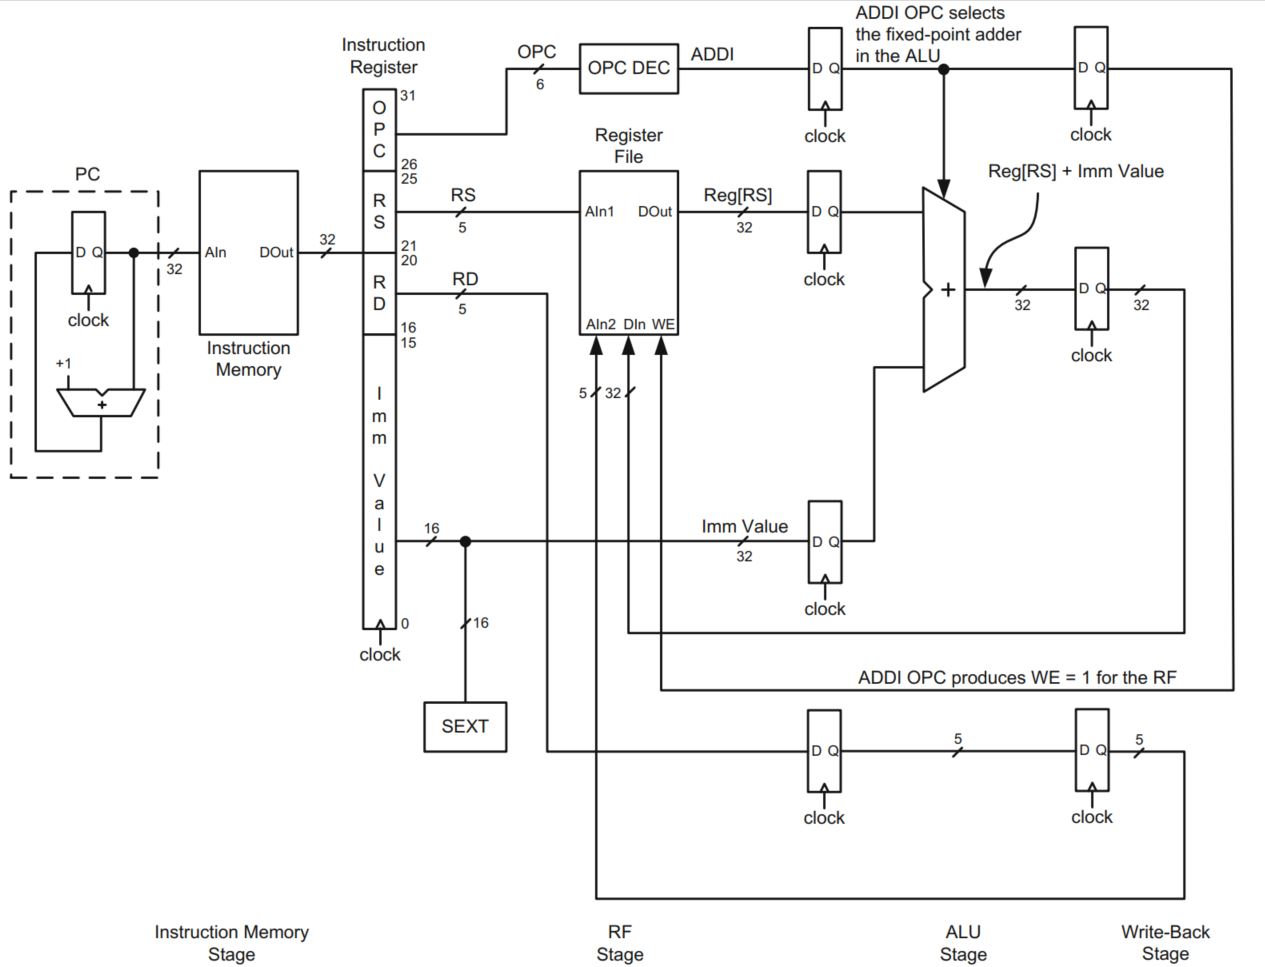 ADDI OPC selects
the fixed-point adder
in the ALU
Instruction
Register
OPC
6
OPC DEC
ADDI
D Q
clock
D Q
clock
31
O
P
C
26
25
R
S
21
20
R
D
16
15
I
m
m
V
a
l
u
e
0
clock
PC
D Q
clock
+1
+
32
AIn
DOut
Instruction
Memory
32
RS
5
RD
5
Register
File
AIn1
DOut
AIn2
DIn
WE
5
32
Reg[RS]
32
D Q
clock
Reg[RS] + Imm Value
+
32
D Q
clock
32
16
16
SEXT
Imm Value
32
D Q
clock
ADDI OPC produces WE = 1 for the RF
D Q
clock
5
D Q
clock
5
Instruction Memory
Stage
RF
Stage
ALU
Stage
Write-Back
Stage